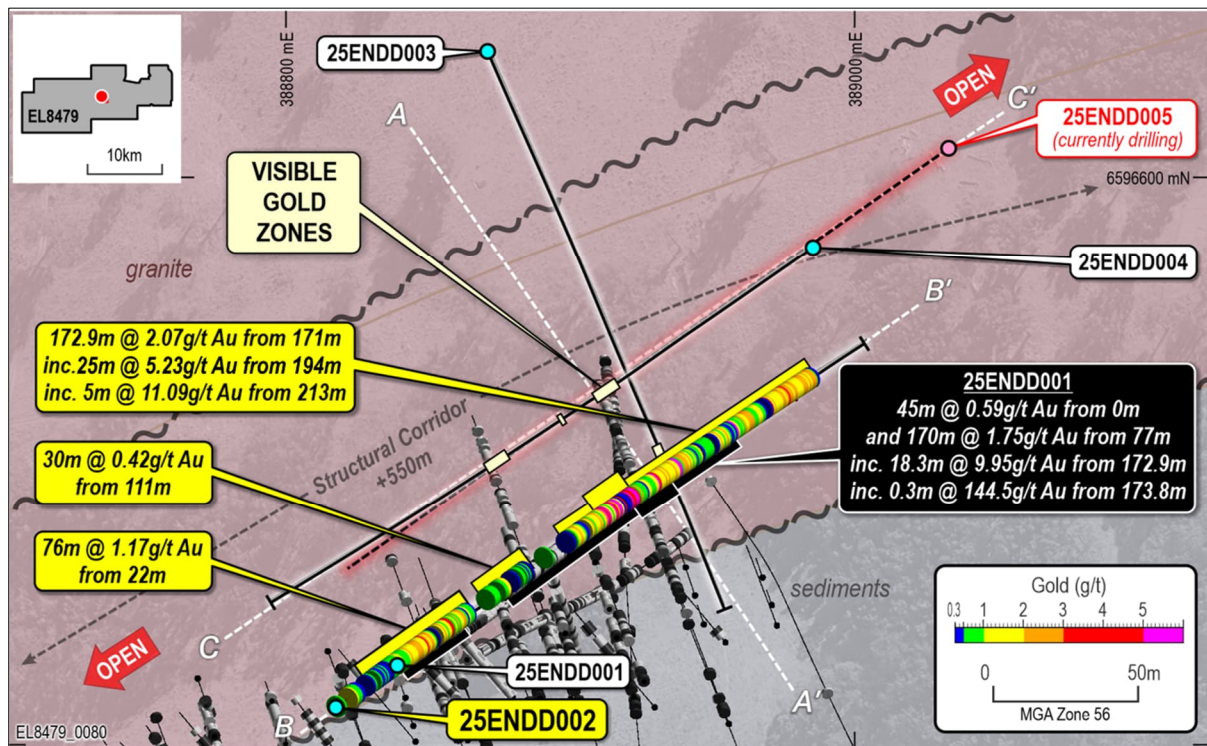 EL8479
10km
388800 mE
389000 mE
25ENDD003
OPEN
C'
25ENDD005
(currently drilling)
A
6596600 mN
VISIBLE
GOLD
ZONES
granite
25ENDD004
B'
172.9m @ 2.07g/t Au from 171m
inc.25m @ 5.23g/t Au from 194m
inc. 5m @ 11.09g/t Au from 213m
25ENDD001
45m @ 0.59g/t Au from 0m
and 170m @ 1.75g/t Au from 77m
inc. 18.3m @ 9.95g/t Au from 172.9m
inc. 0.3m @ 144.5g/t Au from 173.8m
Structural Corridor
+550m
30m @ 0.42g/t Au
from 111m
76m @ 1.17g/t Au
from 22m
sediments
Gold (g/t)
0.3 1 2 3 4 5
0 50m
MGA Zone 56
C
OPEN
25ENDD001
A'
B
25ENDD002
EL8479_0080